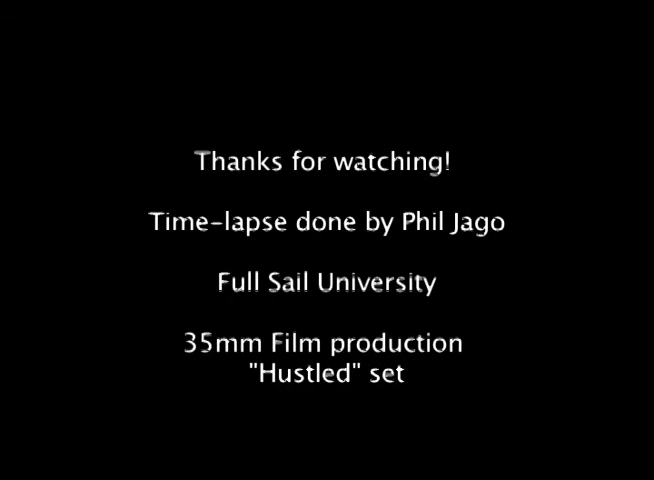 Thanks for watching!
Time-lapse done by Phil Jago
Full Sail University
35mm Film production
"Hustled" set